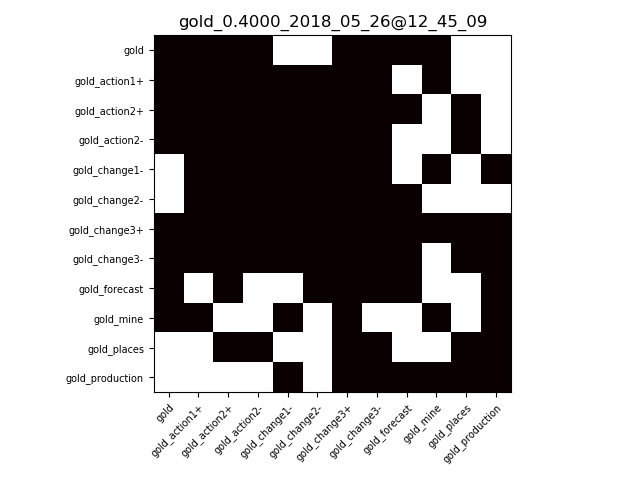 gold_0.4000_2018_05_26@12_45_09
gold
gold_action1+
gold_action2+
gold_action2-
gold_change1-
gold_change2-
gold_change3+
gold_change3-
gold_forecast
gold_mine
gold_places
gold_production
gold
gold_action1+
gold_action2+
gold_action2-
gold_change1-
gold_change2-
gold_change3+
gold_change3-
gold_forecast
gold_mine
gold_places
gold_production